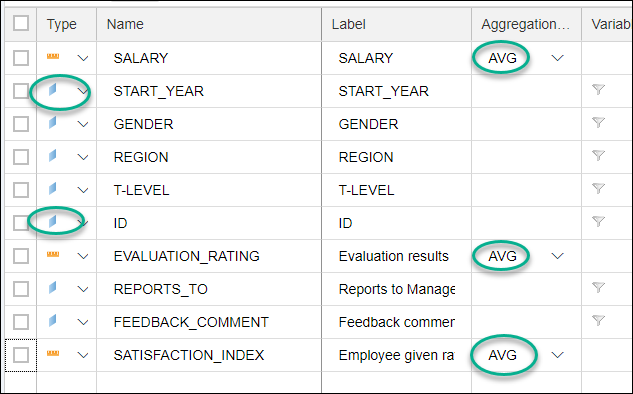 Type Name Label Aggregation... Variab
SALARY SALARY AVG
START_YEAR START_YEAR
GENDER GENDER
REGION REGION
T-LEVEL T-LEVEL
ID ID
EVALUATION_RATING Evaluation results AVG
REPORTS_TO Reports to Manage
FEEDBACK_COMMENT Feedback commen
SATISFACTION_INDEX Employee given ra AVG